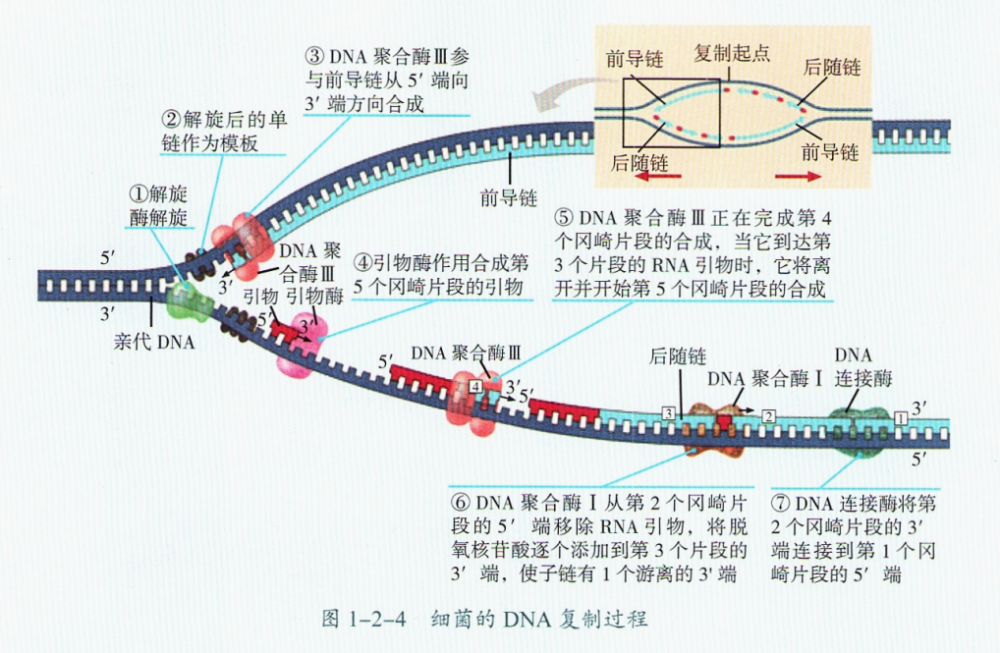 ③ DNA 聚合酶Ⅲ参
与前导链从 5′ 端向
3′ 端方向合成
前导链
复制起点
后随链
后随链
前导链
②解旋后的单
链作为模板
①解旋
酶解旋
前导链
5′
3′
亲代 DNA
3′
DNA 聚
合酶Ⅲ
引物 引物酶
5′
3′
④引物酶作用合成第
5 个冈崎片段的引物
⑤ DNA 聚合酶Ⅲ正在完成第 4
个冈崎片段的合成，当它到达第
3 个片段的 RNA 引物时，它将离
开并开始第 5 个冈崎片段的合成
5′
DNA 聚合酶Ⅲ
4
3′
5′
后随链
DNA 聚合酶Ⅰ
DNA
连接酶
3
2
1
3′
5′
⑥ DNA 聚合酶Ⅰ从第 2 个冈崎片
段的 5′ 端移除 RNA 引物，将脱
氧核苷酸逐个添加到第 3 个片段的
3′ 端，使子链有 1 个游离的 3'端
⑦ DNA 连接酶将第
2 个冈崎片段的 3′
端连接到第 1 个冈
崎片段的 5′ 端
图 1-2-4 细菌的 DNA 复制过程